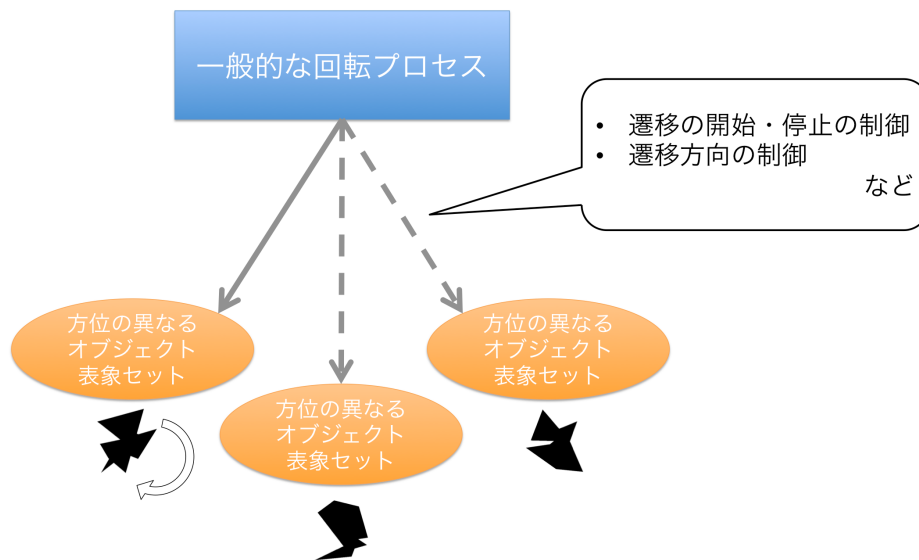 一般的な回転プロセス
• 遷移の開始・停止の制御
• 遷移方向の制御
など
方位の異なる
オブジェクト
表象セット
方位の異なる
オブジェクト
表象セット
方位の異なる
オブジェクト
表象セット